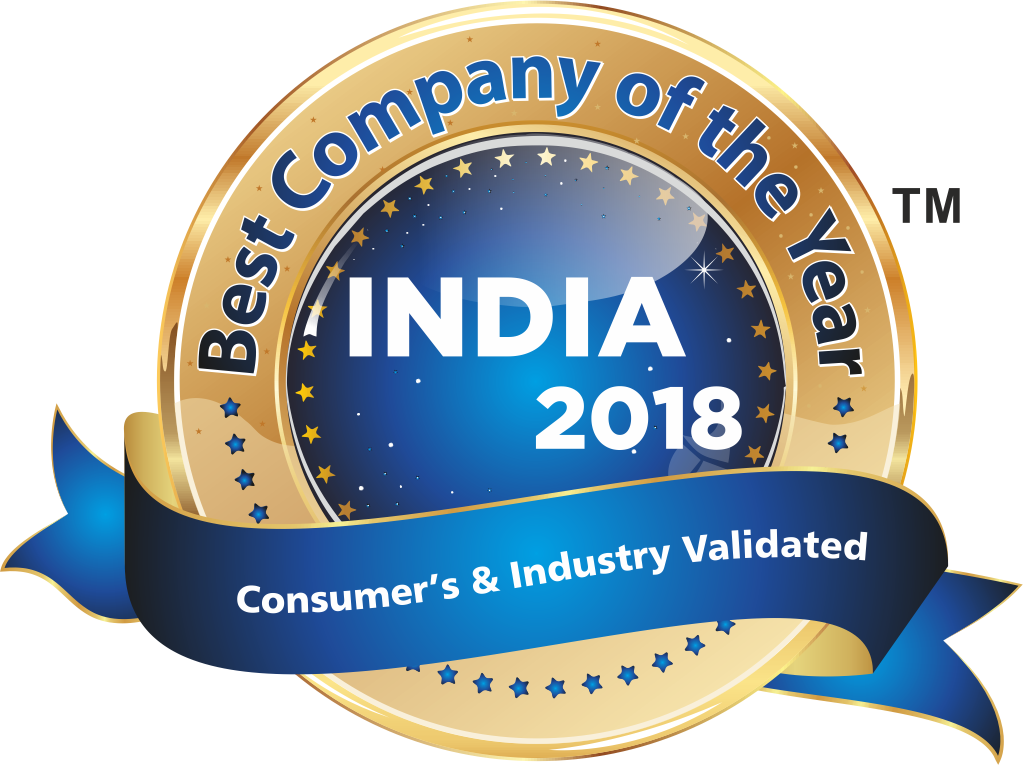 Best Company of the Year
TM
INDIA
2018
Consumer's & Industry Validated